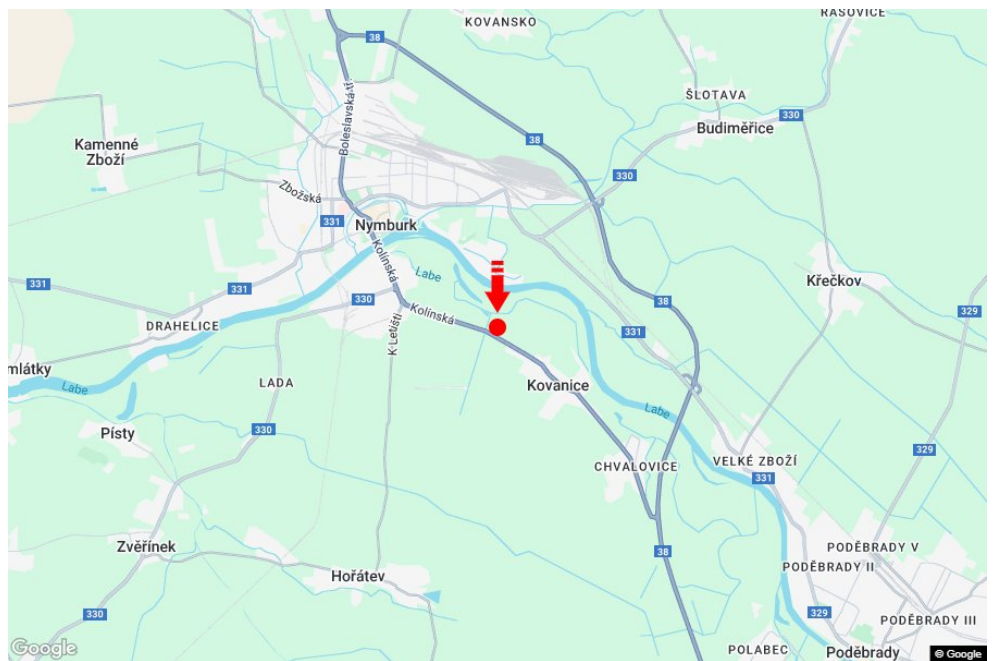 RAŠOVICE
KOVANSKO
38
ŠLOTAVA
330
Budiměřice
Boleslavská tř.
38
Kamenné
Zboží
330
Zbožská
331
Nymburk
Kolínská
Labe
Křečkov
331
331
330
38
329
DRAHELICE
Kolínská
K Letišti
331
mlátky
Labe
LADA
Kovanice
Labe
330
Písty
329
CHVALOVICE
VELKÉ ZBOŽÍ
331
Zvěřínek
38
PODĚBRADY V
PODĚBRADY II
Hořátev
330
329
PODĚBRADY III
POLABEC
Poděbrady
Google
© Google